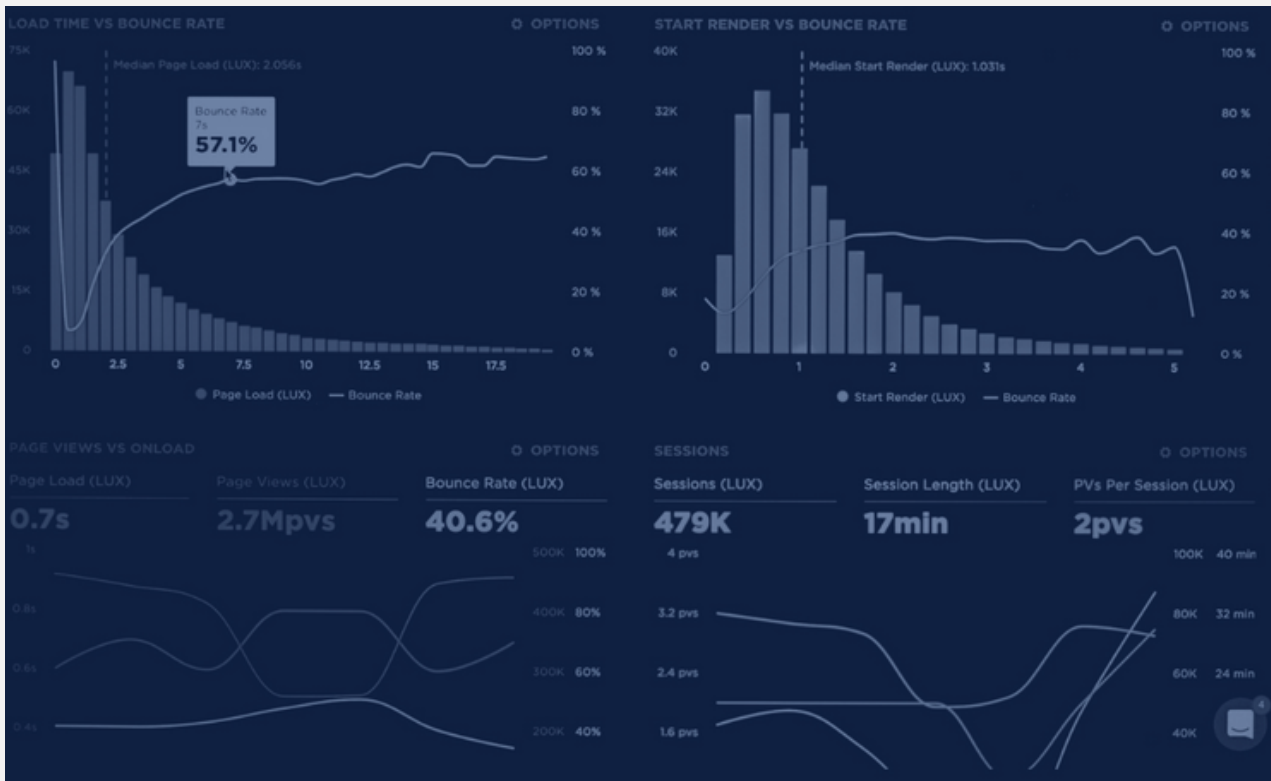 LOAD TIME VS BOUNCE RATE
OPTIONS
75K
60K
45K
30K
15K
0
Median Page Load (LUX): 2.056s
Bounce Rate
7s
57.1%
100 %
80 %
60 %
40 %
20 %
0 %
0 2.5 5 7.5 10 12.5 15 17.5
Page Load (LUX) Bounce Rate
START RENDER VS BOUNCE RATE
OPTIONS
40K
32K
24K
16K
8K
0
Median Start Render (LUX): 1.031s
100 %
80 %
60 %
40 %
20 %
0 %
0 1 2 3 4 5
Start Render (LUX) Bounce Rate
PAGE VIEWS VS ONLOAD
OPTIONS
Page Load (LUX) Page Views (LUX) Bounce Rate (LUX)
0.7s 2.7Mpvs 40.6%
1s 500K 100%
0.8s 400K 80%
0.6s 300K 60%
0.4s 200K 40%
SESSIONS
OPTIONS
Sessions (LUX) Session Length (LUX) PVs Per Session (LUX)
479K 17min 2pvs
4 pvs 100K 40 min
3.2 pvs 80K 32 min
2.4 pvs 60K 24 min
1.6 pvs 40K
4